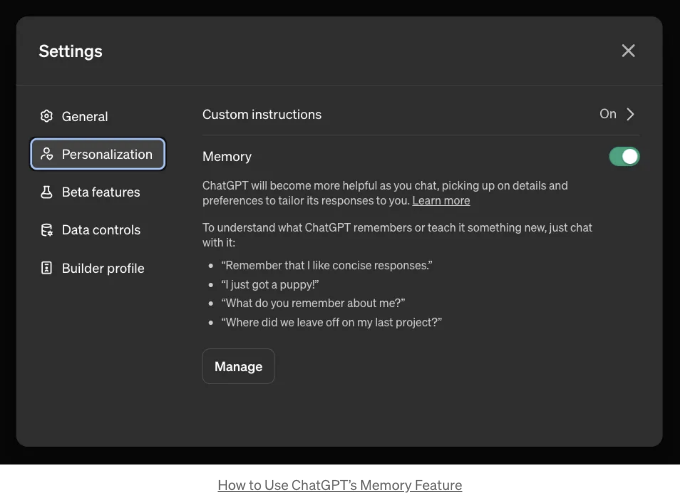 Settings
General
Personalization
Beta features
Data controls
Builder profile
Custom instructions On
Memory
ChatGPT will become more helpful as you chat, picking up on details and
preferences to tailor its responses to you. Learn more
To understand what ChatGPT remembers or teach it something new, just chat
with it:
• “Remember that I like concise responses.”
• “I just got a puppy!”
• “What do you remember about me?”
• “Where did we leave off on my last project?”
Manage
How to Use ChatGPT’s Memory Feature